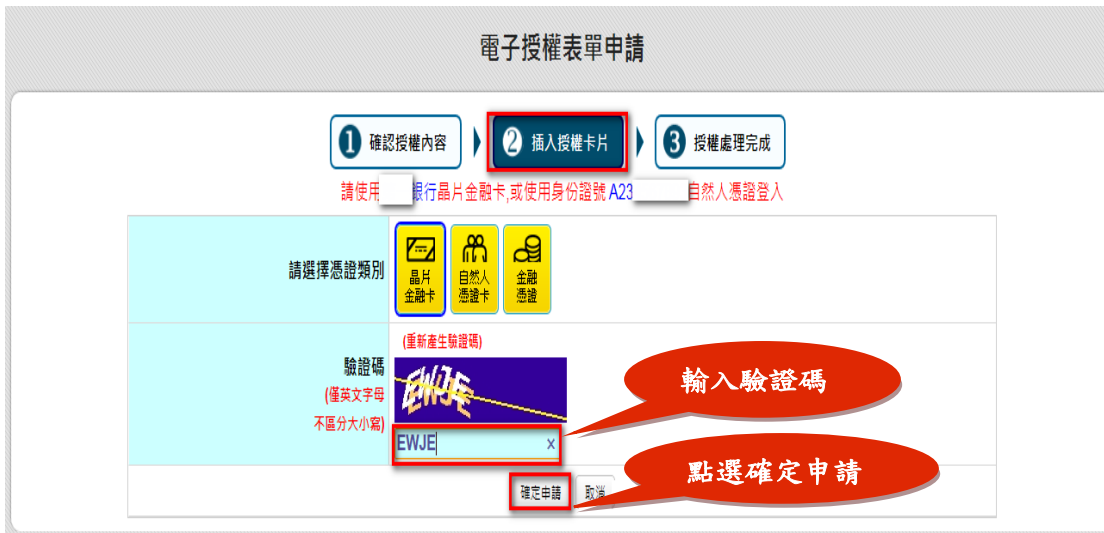 電子授權表單申請
1 確認授權內容 2 插入授權卡片 3 授權處理完成
請使用 銀行晶片金融卡,或使用身份證號 A23 自然人憑證登入
請選擇憑證類別
晶片金融卡
自然人憑證卡
金融憑證
(重新產生驗證碼)
驗證碼
(僅英文字母
不區分大小寫)
EWJE
EWJE ×
輸入驗證碼
確定申請 取消
點選確定申請